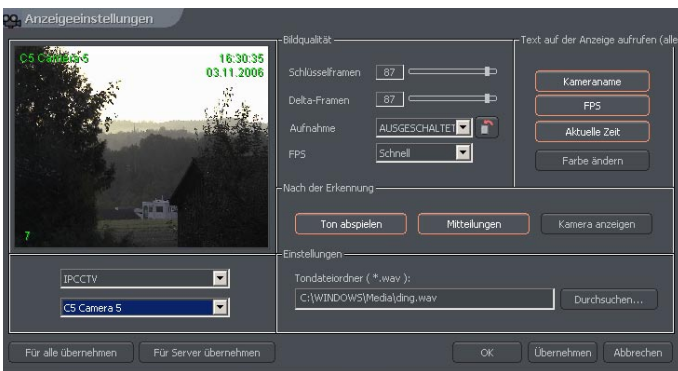 Anzeigeeinstellungen
C5 Camera 5
16:30:35
03.11.2006
7
IPCCTV
C5 Camera 5
Bildqualität
Schlüsselframen 87
Delta-Framen 87
Aufnahme AUSGESCHALTET
FPS Schnell
Text auf der Anzeige aufrufen (alle
Kameraname
FPS
Aktuelle Zeit
Farbe ändern
Nach der Erkennung
Ton abspielen Mitteilungen Kamera anzeigen
Einstellungen
Tondateiordner ( *.wav ):
C:\WINDOWS\Media\ding.wav Durchsuchen...
Für alle übernehmen Für Server übernehmen OK Übernehmen Abbrechen